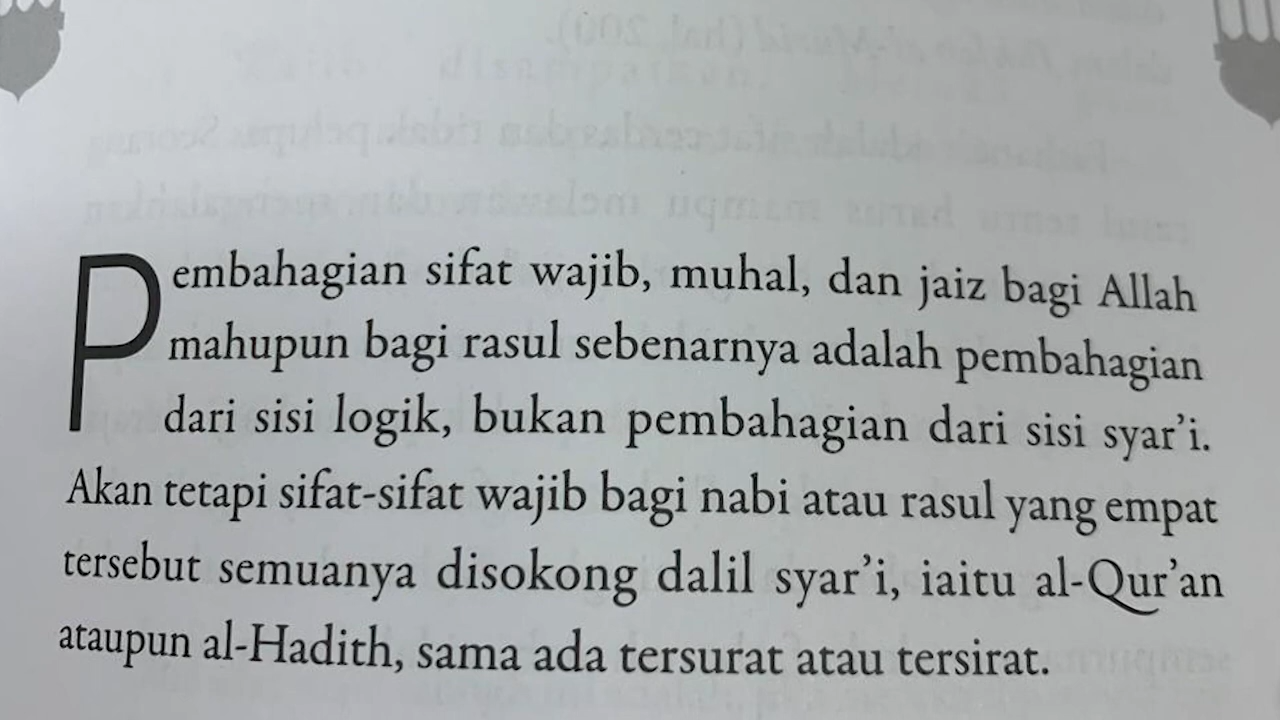 Pembahagian sifat wajib, muhal, dan jaiz bagi Allah
mahupun bagi rasul sebenarnya adalah pembahagian
dari sisi logik, bukan pembahagian dari sisi syar’i.
Akan tetapi sifat-sifat wajib bagi nabi atau rasul yang empat
tersebut semuanya disokong dalil syar’i, iaitu al-Qur’an
ataupun al-Hadith, sama ada tersurat atau tersirat.